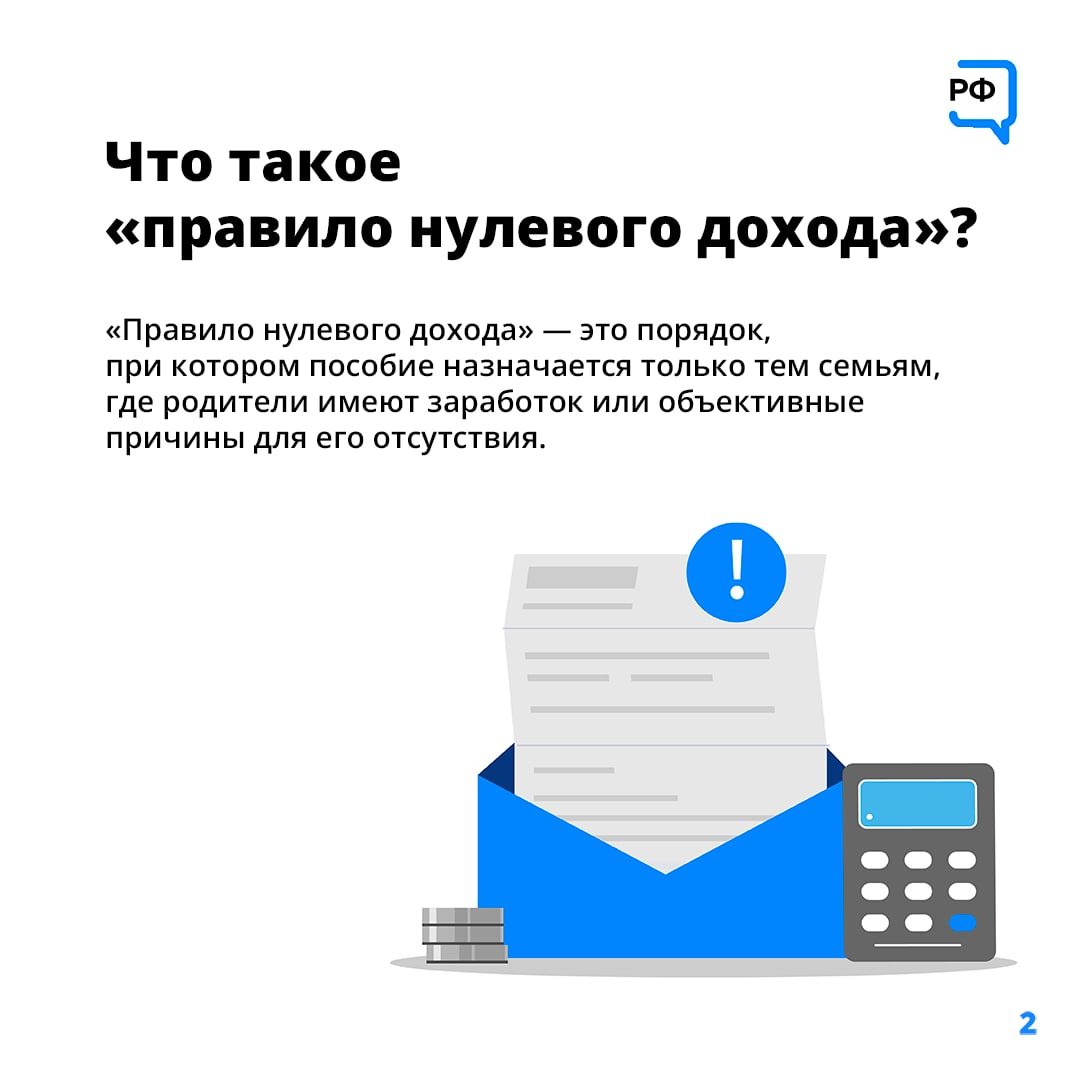 РФ
Что такое
«правило нулевого дохода»?
«Правило нулевого дохода» — это порядок,
при котором пособие назначается только тем семьям,
где родители имеют заработок или объективные
причины для его отсутствия.
!
2